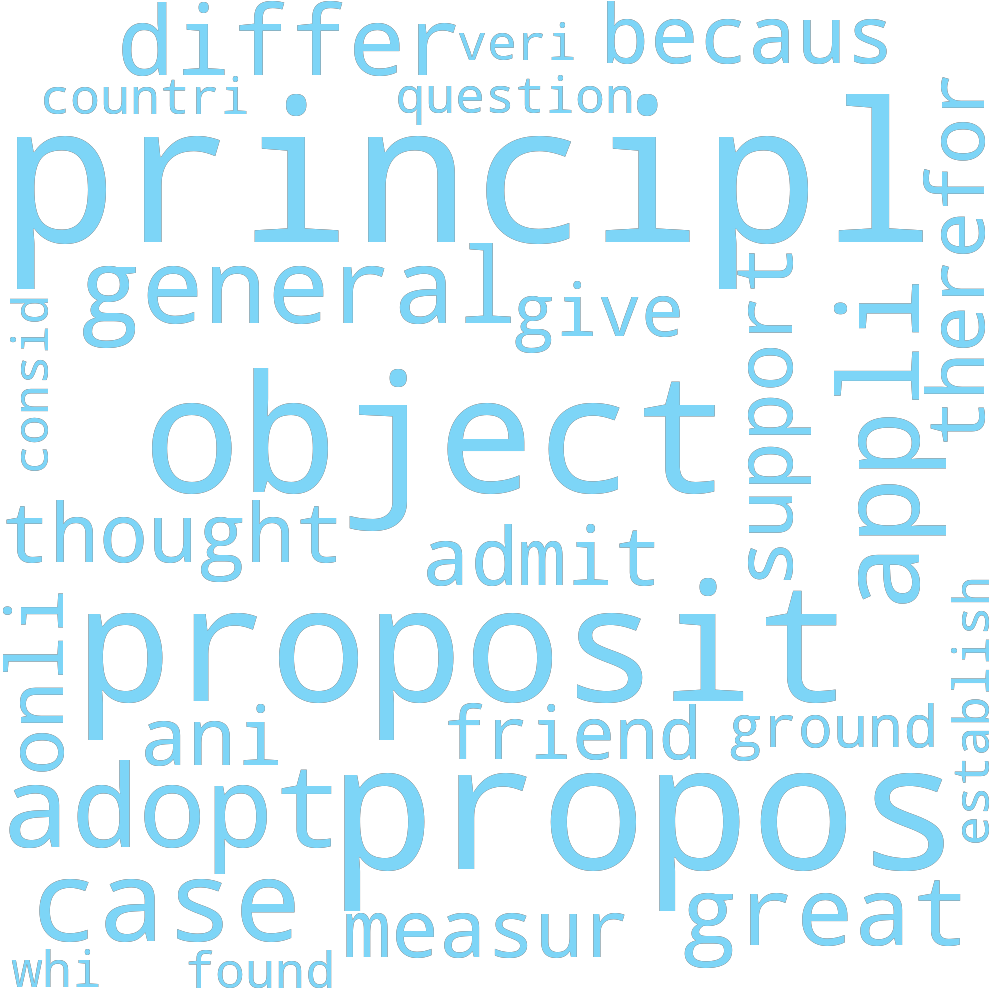 differ veri becaus
countri question
principl
therefor
general give
support
appli
consid
object
thought
admit
onli
proposit
establish
ani friend ground
adopt propos
case measur great
whi found